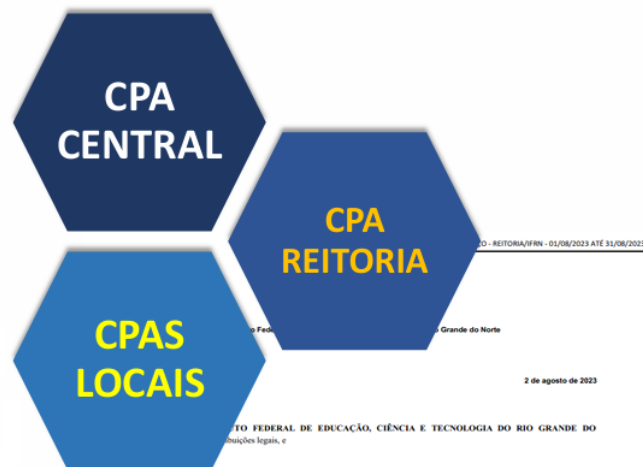 CPA
CENTRAL
CPA
REITORIA
CPAS
LOCAIS
- REITORIA/IFRN - 01/08/2023 ATÉ 31/08/2023
Grande do Norte
2 de agosto de 2023
FEDERAL DE EDUCAÇÃO, CIÊNCIA E TECNOLOGIA DO RIO GRANDE DO
legais, e